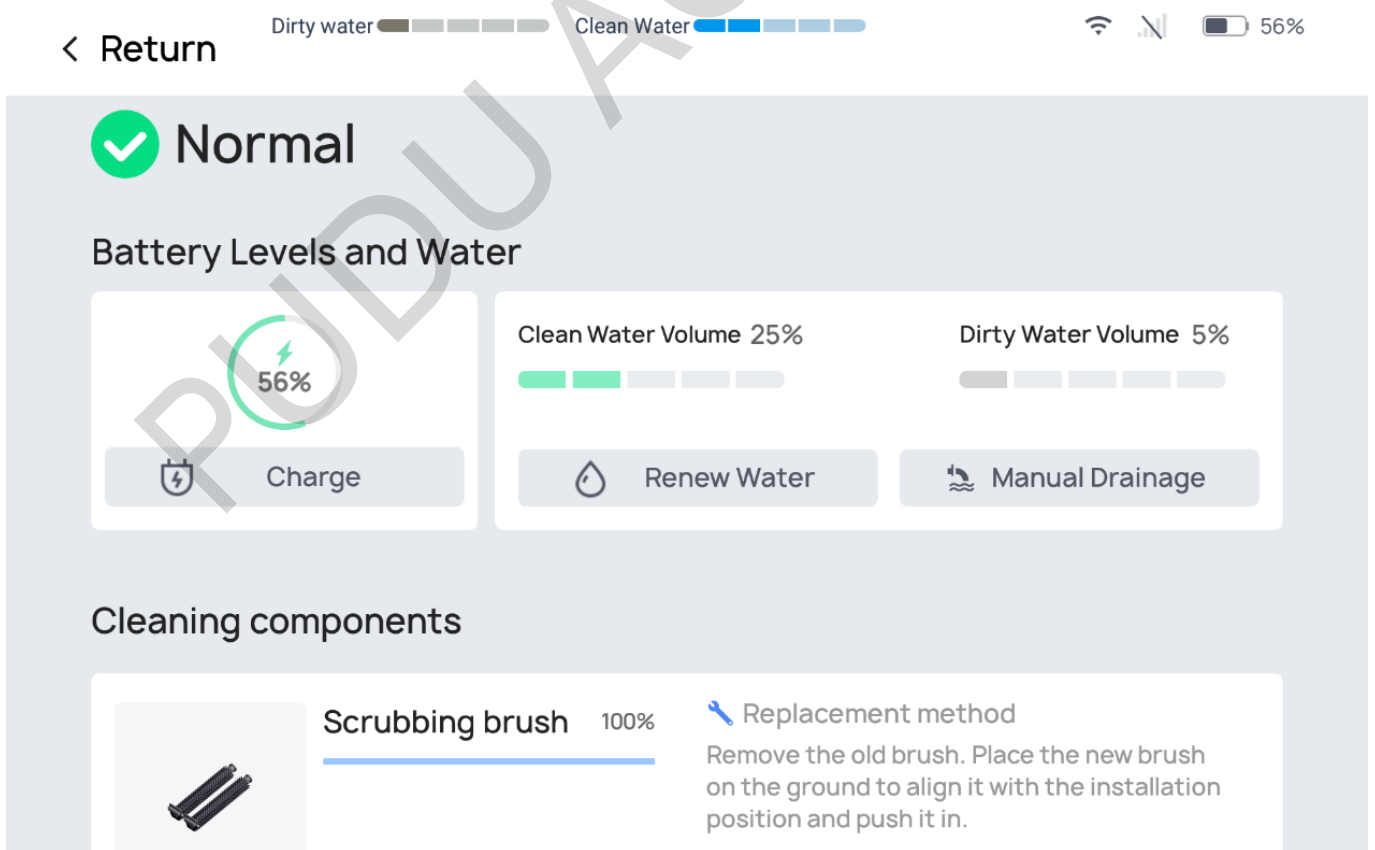 Return
Dirty water
Clean Water
56%
Normal
Battery Levels and Water
56%
Charge
Clean Water Volume 25%
Dirty Water Volume 5%
Renew Water
Manual Drainage
Cleaning components
Scrubbing brush 100%
Replacement method
Remove the old brush. Place the new brush
on the ground to align it with the installation
position and push it in.
PUDU